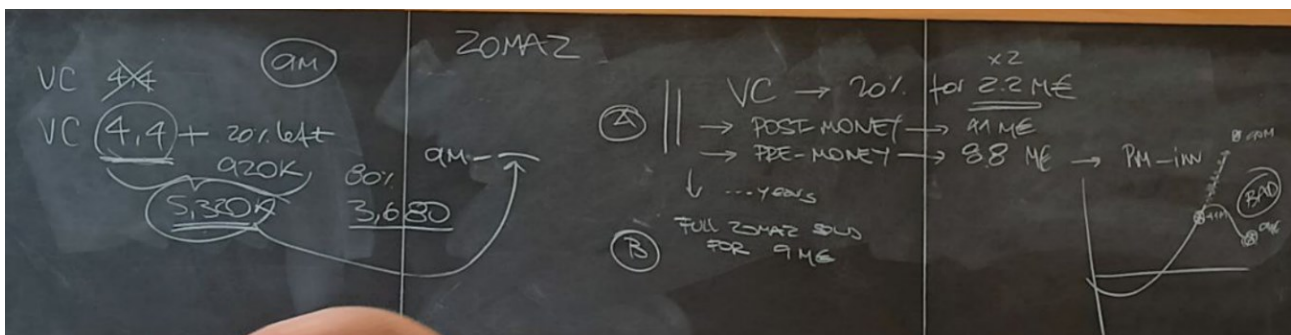 ZOMAZ
VC 4,4
9M
VC 4,4 + 20% left
920K
5,320K
80%
3,680
9M -
x2
A
VC → 20% for 2.2 M€
→ POST-MONEY → 11 M€
→ PRE-MONEY → 8.8 M€ → PM-inv
↓ ...years
B
FULL ZOMAZ SOLD
FOR 9 M€
11M
BAD
9M€